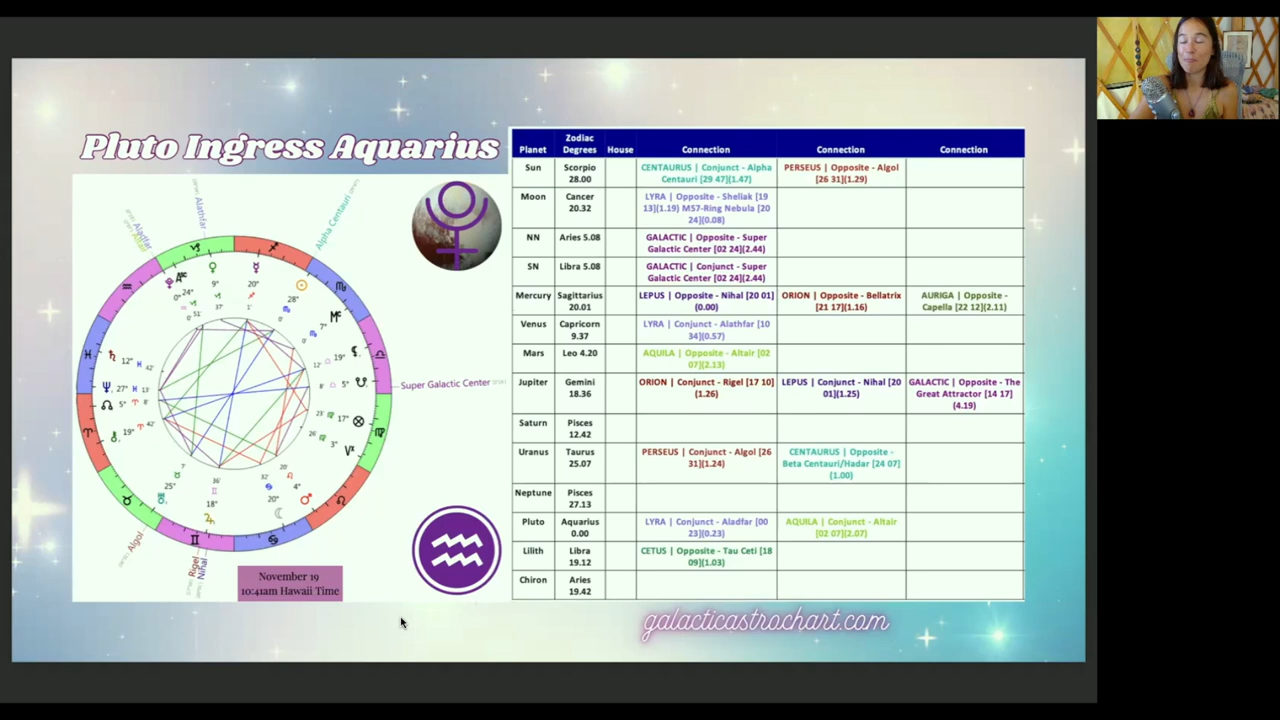 Pluto Ingress Aquarius
Planet
Zodiac
Degrees
House
Connection
Connection
Connection
Sun
Scorpio
28.00
CENTAURUS | Conjunct - Alpha
Centauri [29 47](1.47)
PERSEUS | Opposite - Algol
[26 31](1.29)
Moon
Cancer
20.32
LYRA | Opposite - Sheliak [19
13](1.19) M57-Ring Nebula [20
24](0.08)
NN
Aries 5.08
GALACTIC | Opposite - Super
Galactic Center [02 24](2.44)
SN
Libra 5.08
GALACTIC | Conjunct - Super
Galactic Center [02 24](2.44)
Mercury
Sagittarius
20.01
LEPUS | Opposite - Nihal [20 01]
(0.00)
ORION | Opposite - Bellatrix
[21 17](1.16)
AURIGA | Opposite -
Capella [22 12](2.11)
Venus
Capricorn
9.37
LYRA | Conjunct - Alathfar [10
34](0.57)
Mars
Leo 4.20
AQUILA | Opposite - Altair [02
07](2.13)
Jupiter
Gemini
18.36
ORION | Conjunct - Rigel [17 10]
(1.26)
LEPUS | Conjunct - Nihal [20
01](1.25)
GALACTIC | Opposite - The
Great Attractor [14 17]
(4.19)
Saturn
Pisces
12.42
Uranus
Taurus
25.07
PERSEUS | Conjunct - Algol [26
31](1.24)
CENTAURUS | Opposite -
Beta Centauri/Hadar [24 07]
(1.00)
Neptune
Pisces
27.13
Pluto
Aquarius
0.00
LYRA | Conjunct - Aladfar [00
23](0.23)
AQUILA | Conjunct - Altair
[02 07](2.07)
Lilith
Libra
19.12
CETUS | Opposite - Tau Ceti [18
09](1.03)
Chiron
Aries
19.42
Aladfar
Alathfar
Alpha Centauri
Super Galactic Center
Algol
Rigel
Nihal
November 19
10:41am Hawaii Time
galacticastrochart.com